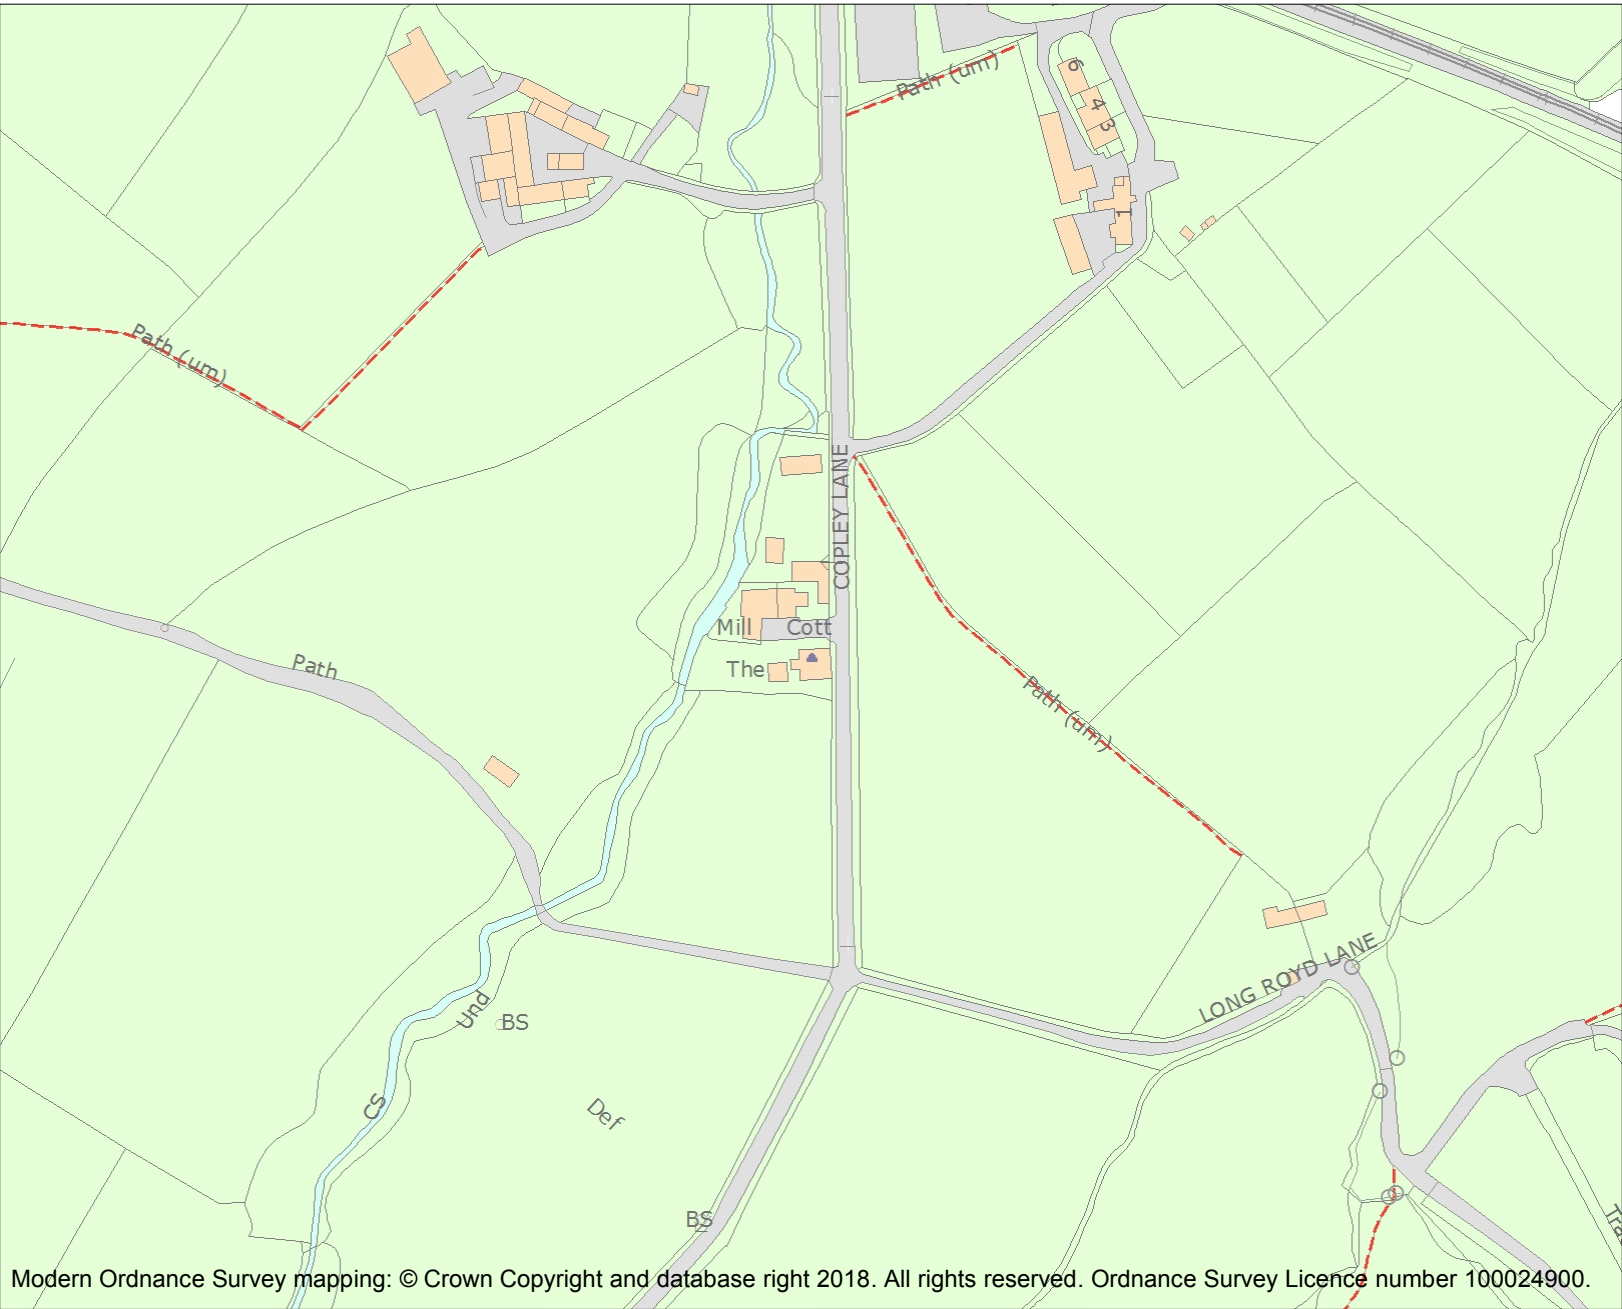 Path (um)
6
4
3
1
Path (um)
COPLEY LANE
Mill Cott
The
Path
Path (um)
LONG ROYD LANE
Und
BS
CS
Def
BS
Modern Ordnance Survey mapping: © Crown Copyright and database right 2018. All rights reserved. Ordnance Survey Licence number 100024900.